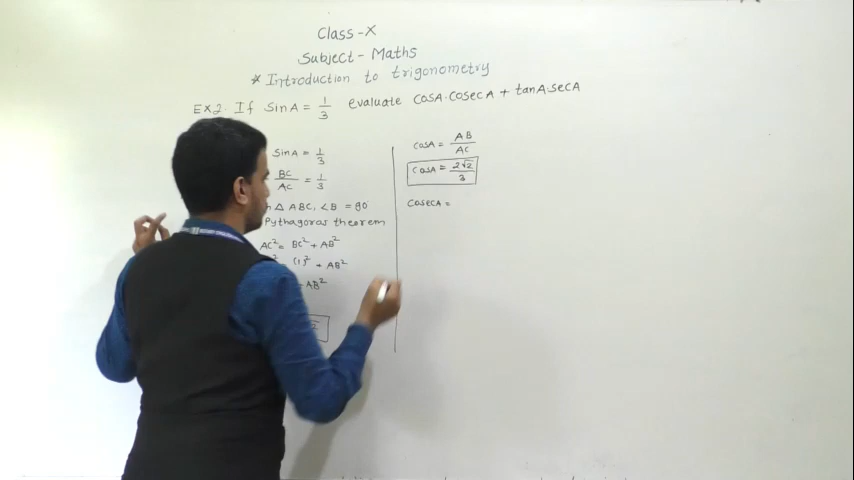 Class-X
Subject-Maths
* Introduction to trigonometry
EX2. If SinA = 1/3 evaluate CosA.CosecA + tanA.SecA
SinA = 1/3
BC/AC = 1/3
Δ ABC, ∠B = 90
Pythagoras theorem
AC² = BC² + AB²
(1)² + AB²
AB²
CosA = AB/AC
CosA = 2√2/3
CosecA =